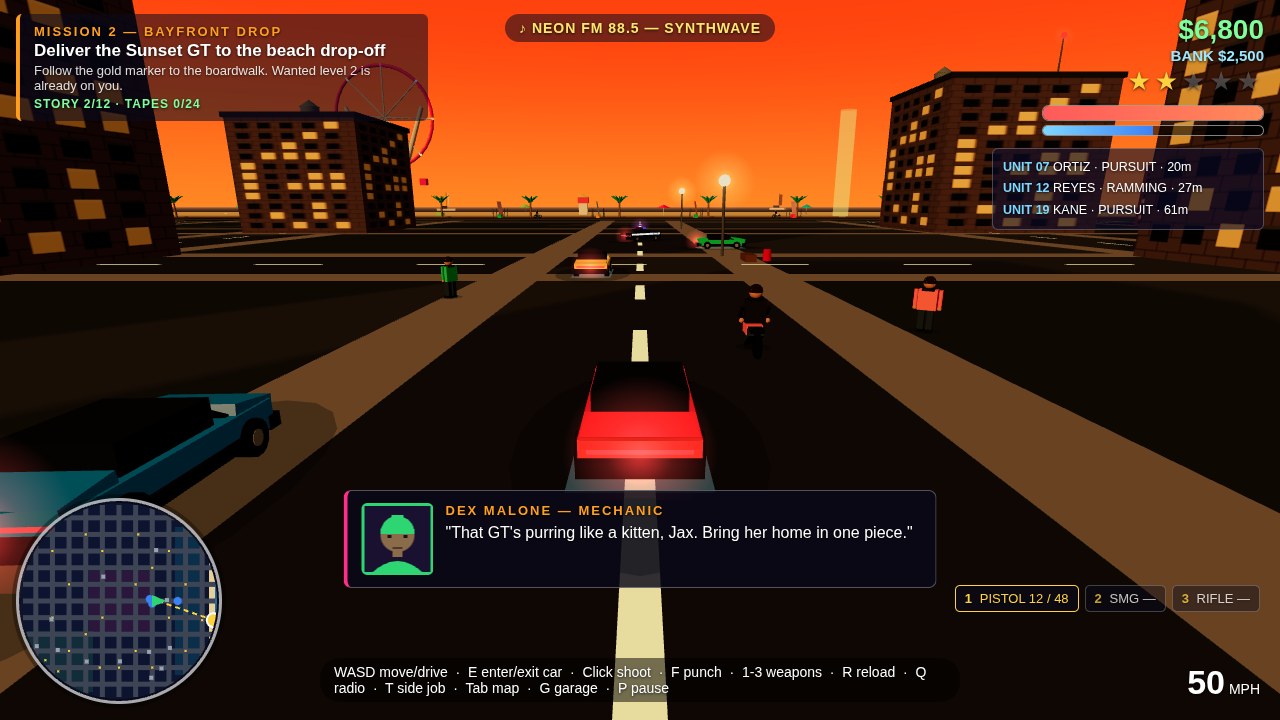 MISSION 2 — BAYFRONT DROP
Deliver the Sunset GT to the beach drop-off
Follow the gold marker to the boardwalk. Wanted level 2 is
already on you.
STORY 2/12 · TAPES 0/24
♪ NEON FM 88.5 — SYNTHWAVE
$6,800
BANK $2,500
UNIT 07 ORTIZ · PURSUIT · 20m
UNIT 12 REYES · RAMMING · 27m
UNIT 19 KANE · PURSUIT · 61m
DEX MALONE — MECHANIC
"That GT's purring like a kitten, Jax. Bring her home in one piece."
1 PISTOL 12 / 48
2 SMG —
3 RIFLE —
WASD move/drive · E enter/exit car · Click shoot · F punch · 1-3 weapons · R reload · Q
radio · T side job · Tab map · G garage · P pause
50 MPH